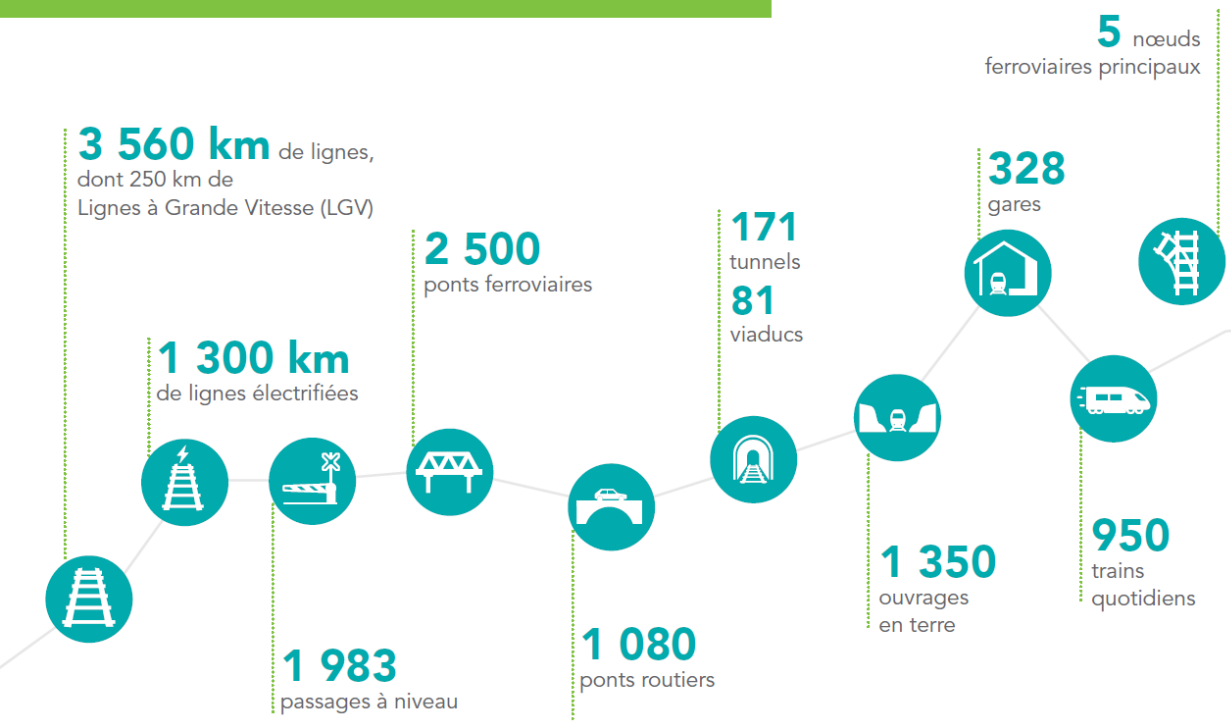 5 nœuds
ferroviaires principaux
3 560 km de lignes,
dont 250 km de
Lignes à Grande Vitesse (LGV)
328
gares
171
tunnels
81
viaducs
2 500
ponts ferroviaires
1 300 km
de lignes électrifiées
950
trains
quotidiens
1 350
ouvrages
en terre
1 080
ponts routiers
1 983
passages à niveau